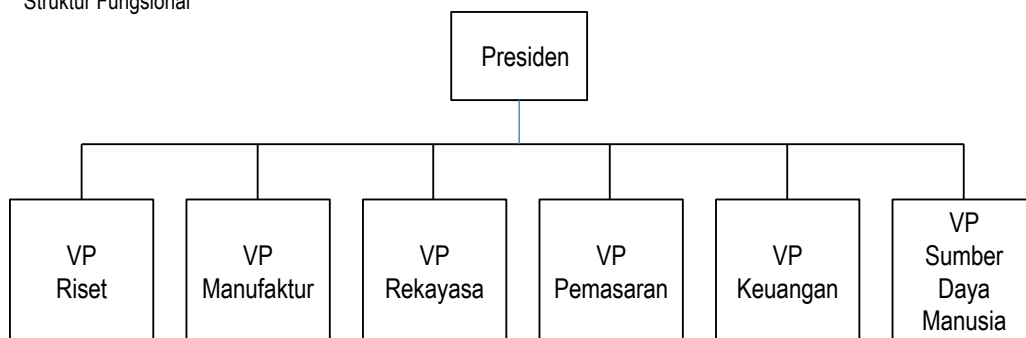 Struktur Fungsional
Presiden
VP
Riset
VP
Manufaktur
VP
Rekayasa
VP
Pemasaran
VP
Keuangan
VP
Sumber
Daya
Manusia